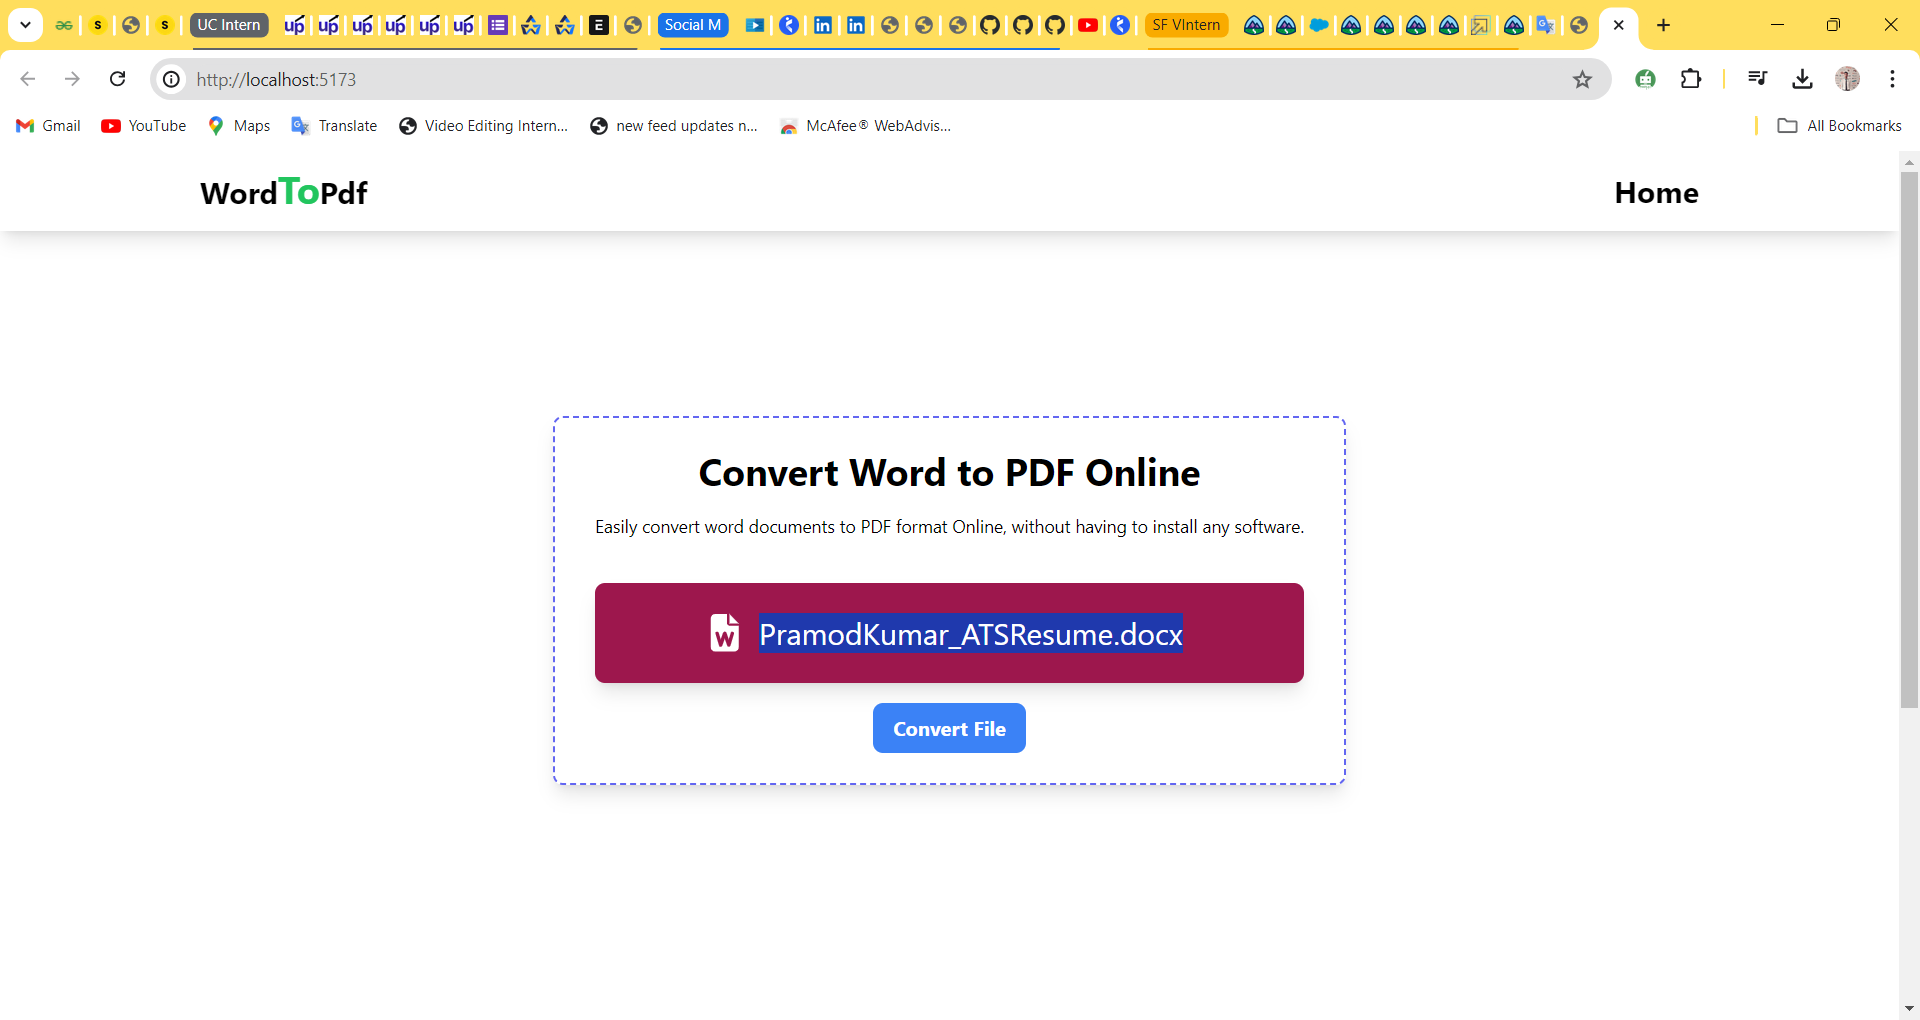 UC Intern
Social M
SF VIntern
http://localhost:5173
Gmail
YouTube
Maps
Translate
Video Editing Intern...
new feed updates n...
McAfee® WebAdvis...
All Bookmarks
WordToPdf
Home
Convert Word to PDF Online
Easily convert word documents to PDF format Online, without having to install any software.
PramodKumar_ATSResume.docx
Convert File